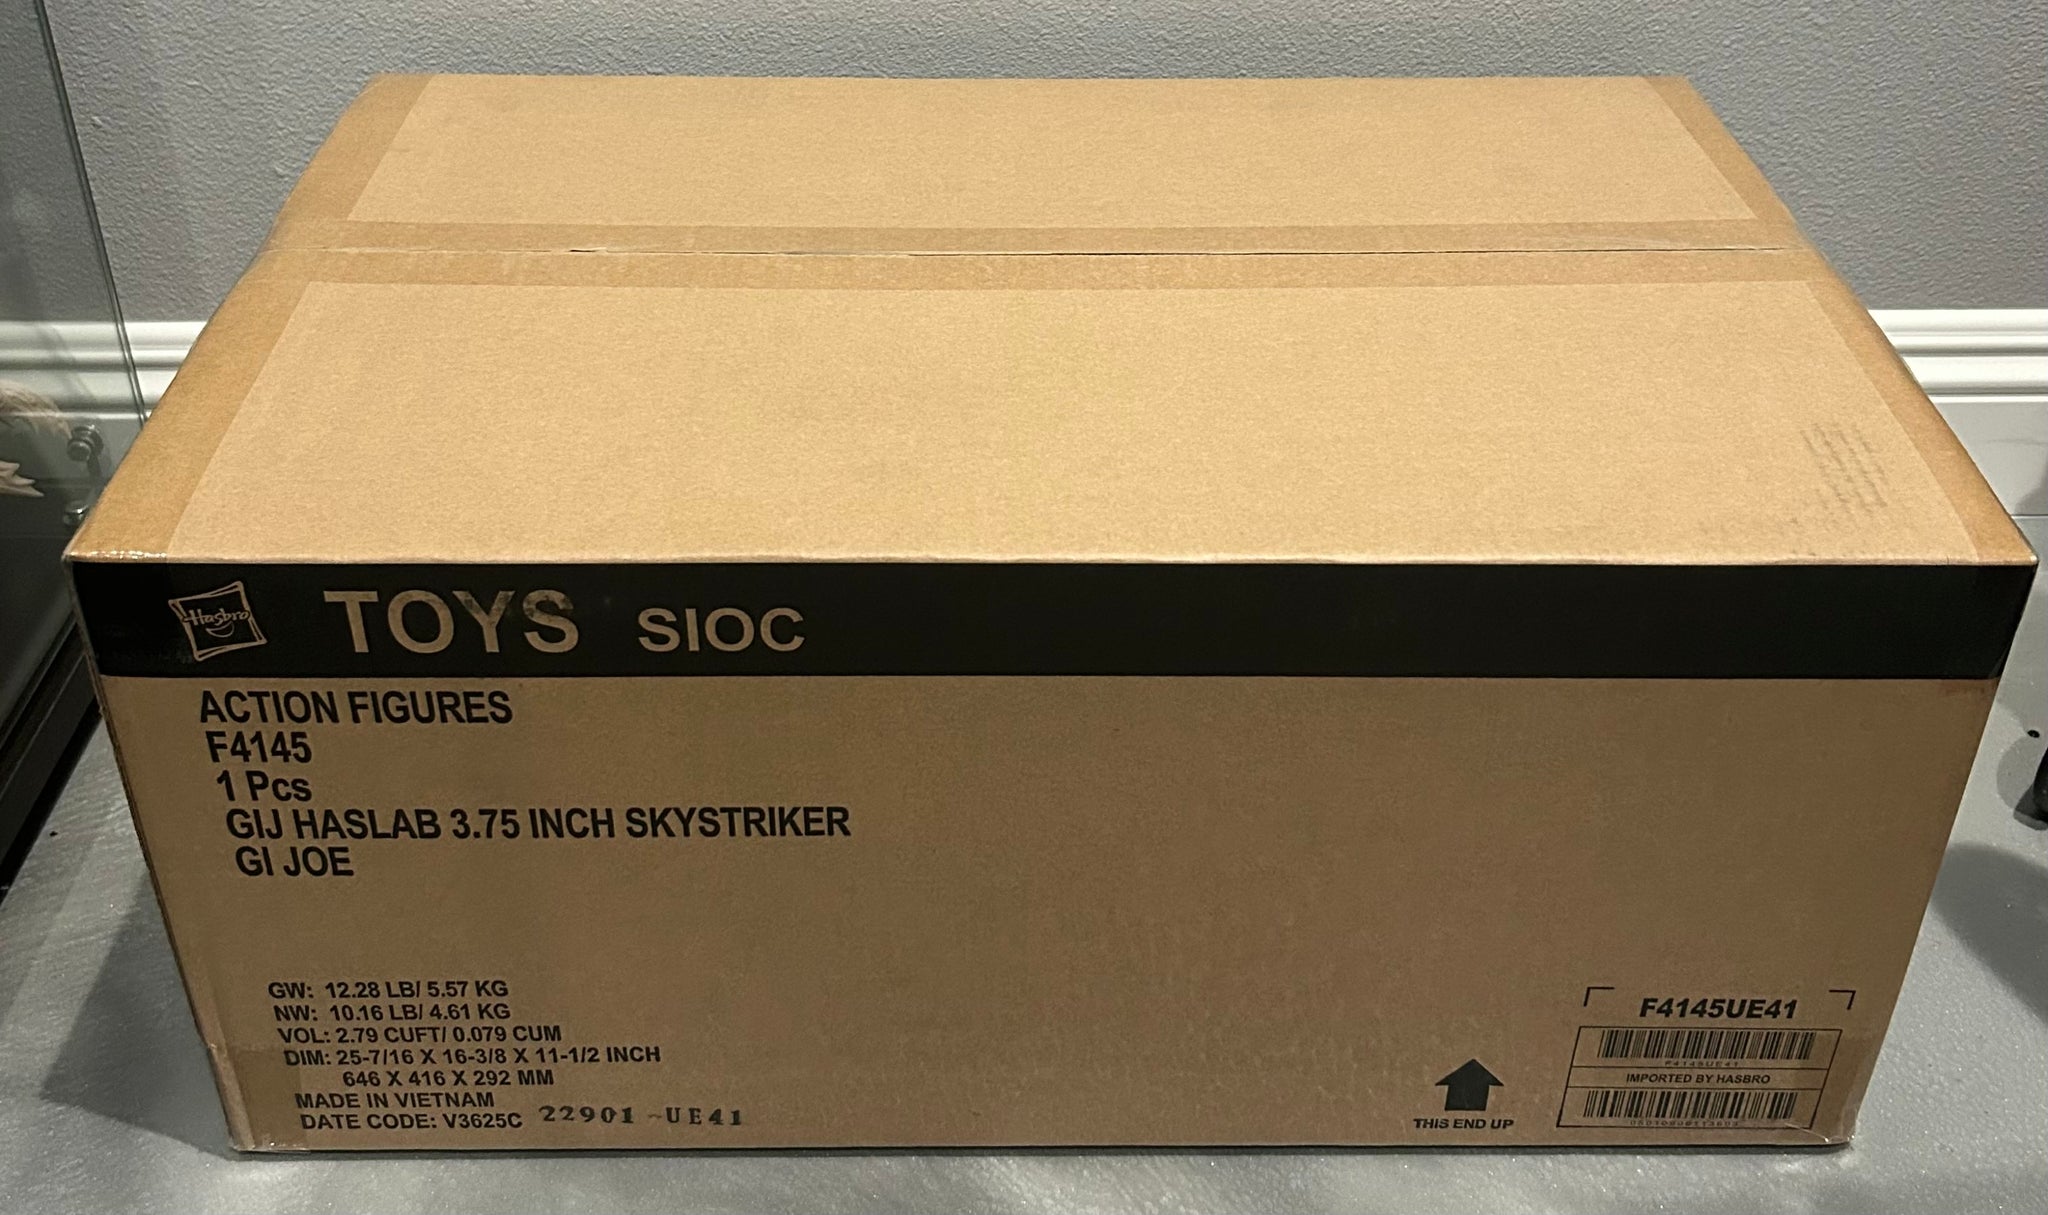 Hasbro TOYS SIOC
ACTION FIGURES
F4145
1 Pcs
GIJ HASLAB 3.75 INCH SKYSTRIKER
GI JOE
GW: 12.28 LB/ 5.57 KG
NW: 10.16 LB/ 4.61 KG
VOL: 2.79 CUFT/ 0.079 CUM
DIM: 25-7/16 X 16-3/8 X 11-1/2 INCH
646 X 416 X 292 MM
MADE IN VIETNAM
DATE CODE: V3625C 22901 ~UE41
THIS END UP
F4145UE41
F4145UE41
IMPORTED BY HASBRO